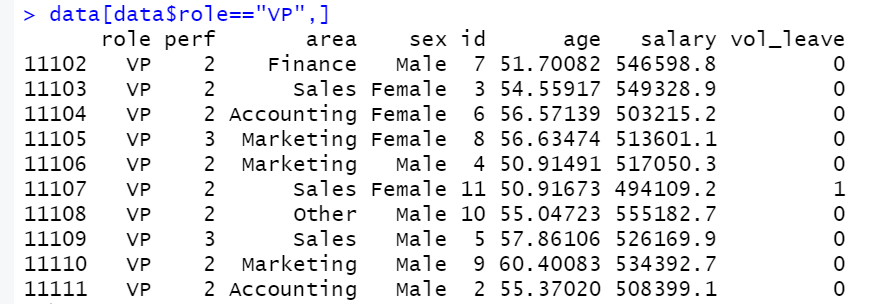 > data[data$role=="VP",]
role perf area sex id age salary vol_leave
11102 VP 2 Finance Male 7 51.70082 546598.8 0
11103 VP 2 Sales Female 3 54.55917 549328.9 0
11104 VP 2 Accounting Female 6 56.57139 503215.2 0
11105 VP 3 Marketing Female 8 56.63474 513601.1 0
11106 VP 2 Marketing Male 4 50.91491 517050.3 0
11107 VP 2 Sales Female 11 50.91673 494109.2 1
11108 VP 2 Other Male 10 55.04723 555182.7 0
11109 VP 3 Sales Male 5 57.86106 526169.9 0
11110 VP 2 Marketing Male 9 60.40083 534392.7 0
11111 VP 2 Accounting Male 2 55.37020 508399.1 0